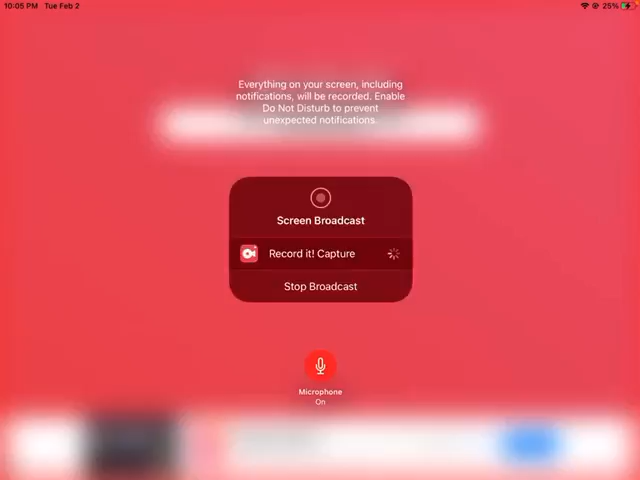 10:05 PM Tue Feb 2
25%
Everything on your screen, including
notifications, will be recorded. Enable
Do Not Disturb to prevent
unexpected notifications.
Screen Broadcast
Record it! Capture
Stop Broadcast
Microphone
On